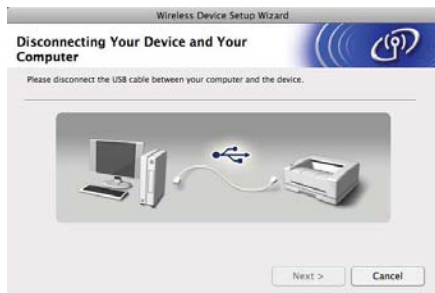 Wireless Device Setup Wizard
Disconnecting Your Device and Your
Computer
Please disconnect the USB cable between your computer and the device.
Next >
Cancel